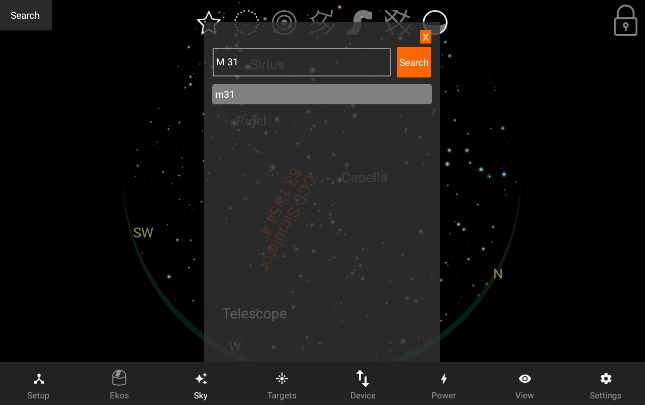 Search
X
M 31
Search
Sirius
m31
Rigel
Capella
CCD Simulator
83.1'x54.4'
SW
N
Telescope
W
Setup
Ekos
Sky
Targets
Device
Power
View
Settings